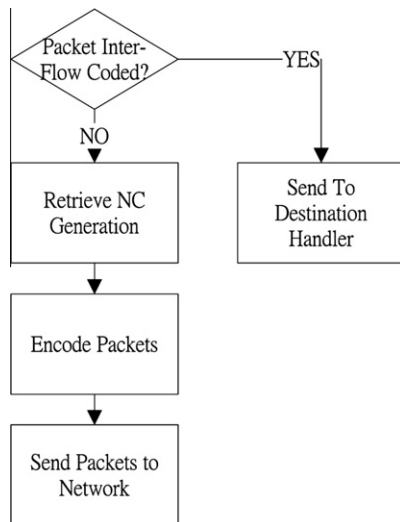 Packet Inter-
Flow Coded?
YES
NO
Retrieve NC
Generation
Send To
Destination
Handler
Encode Packets
Send Packets to
Network